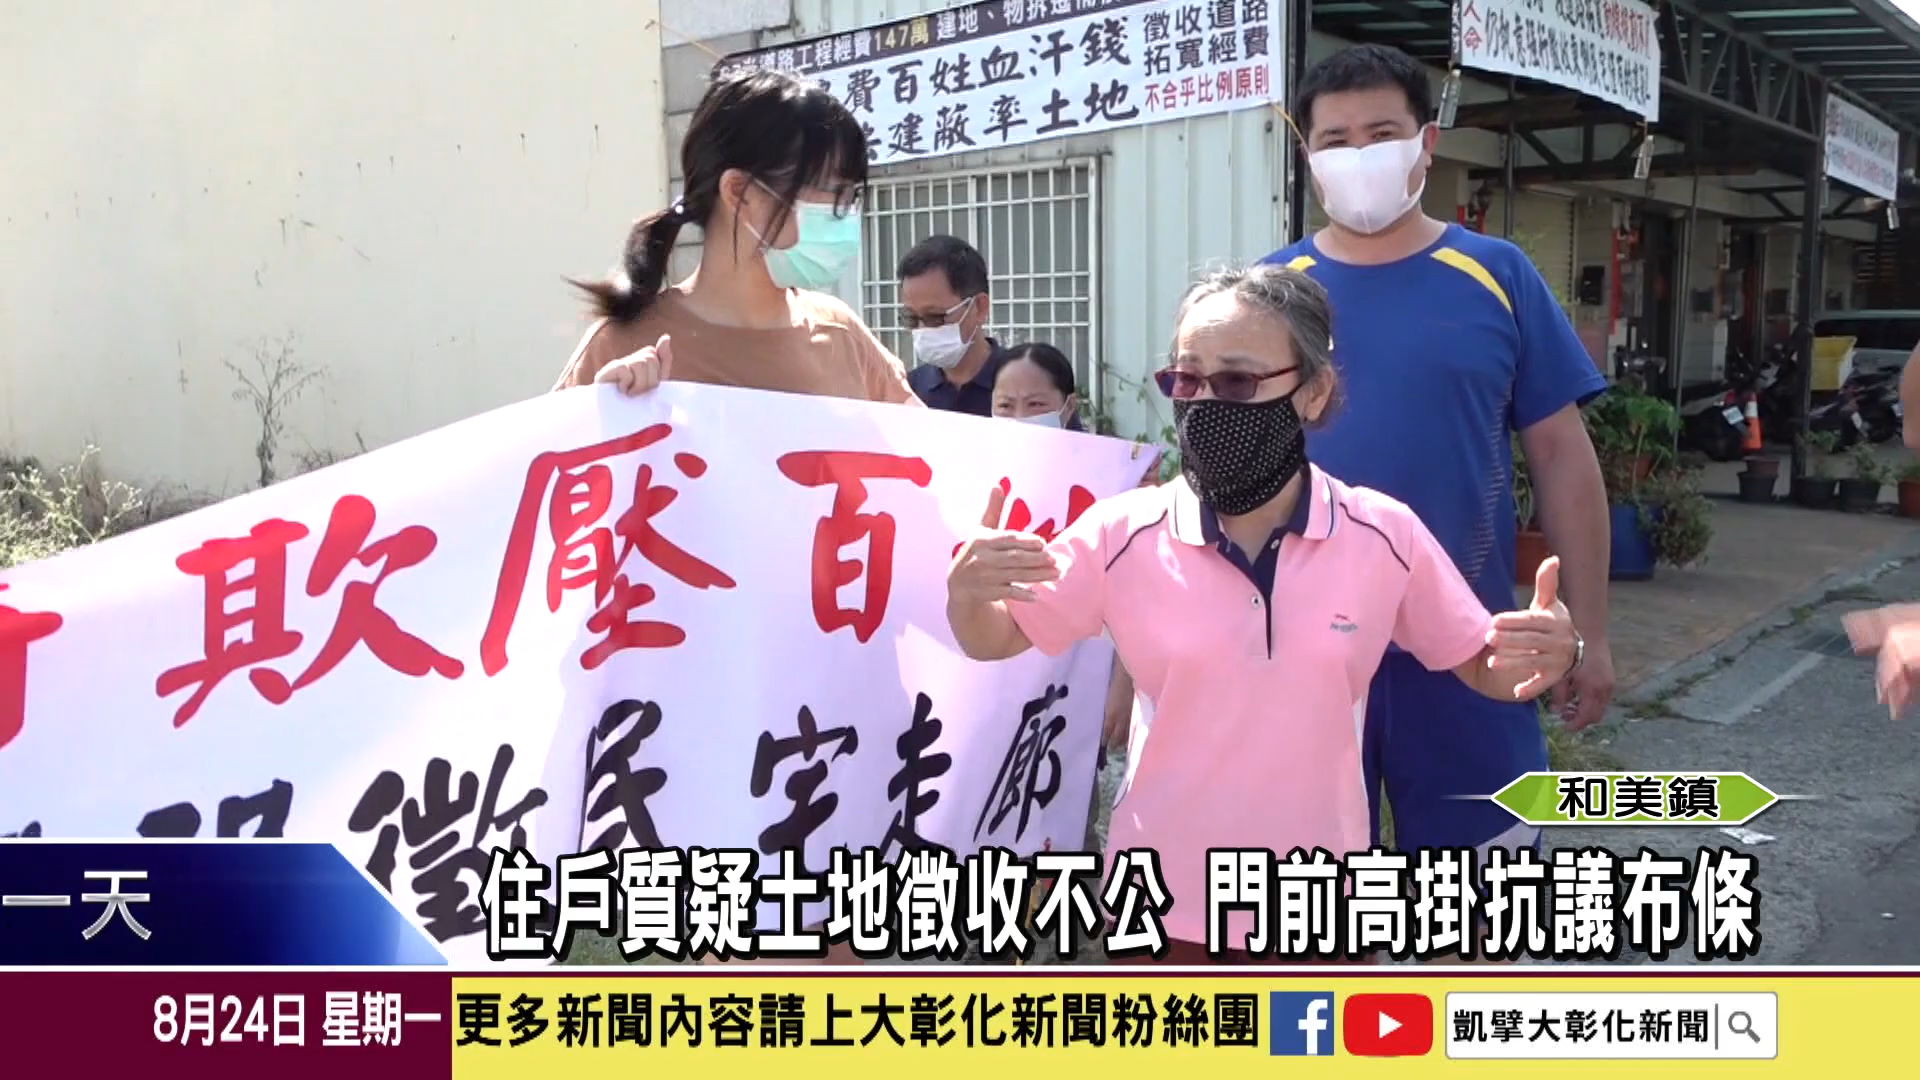 道路工程經費147萬 建地、物拆遷補償
費百姓血汗錢
建蔽率土地
徵收道路
拓寬經費
不合乎比例原則
人命
欺壓百
徵民宅走廊
和美鎮
一天
住戶質疑土地徵收不公 門前高掛抗議布條
8月24日 星期一
更多新聞內容請上大彰化新聞粉絲團
凱擘大彰化新聞